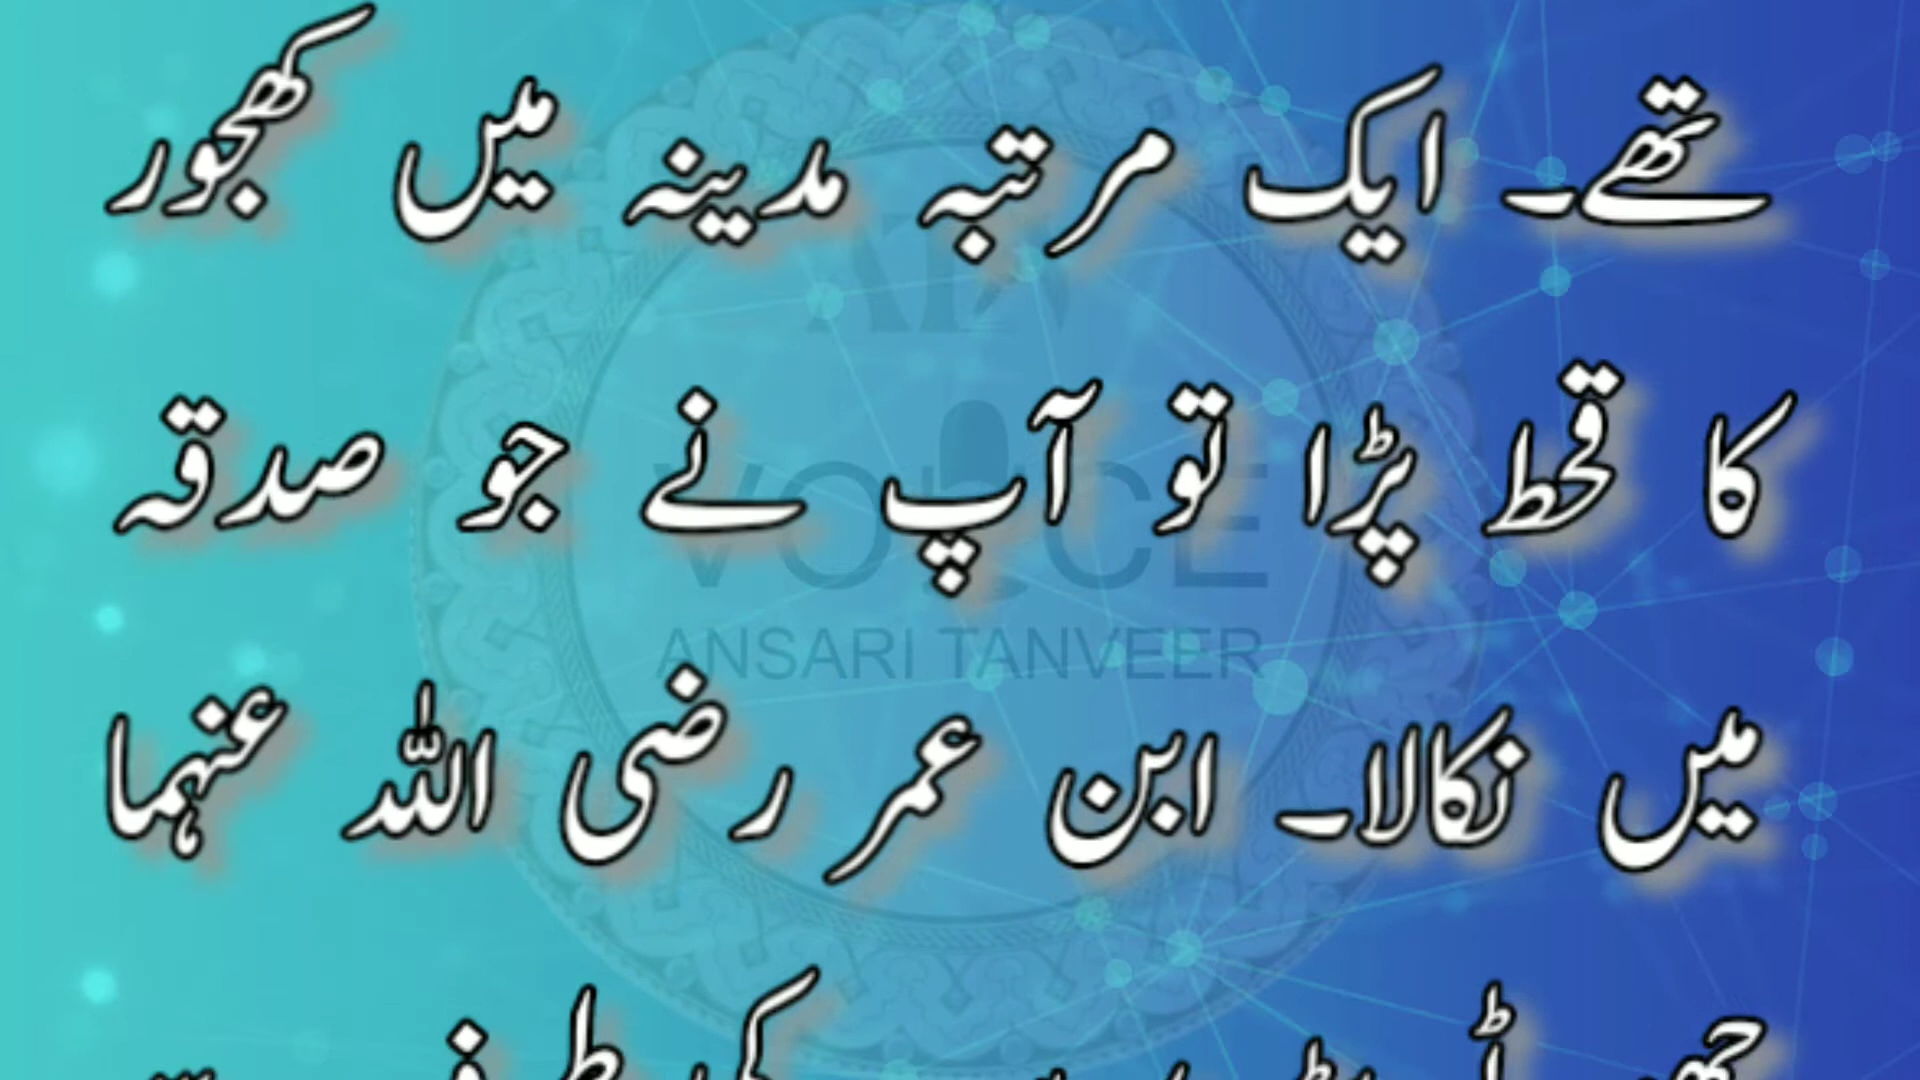 تھے۔ ایک مرتبہ مدینہ میں کھجور
کا قحط پڑا تو آپ نے جو صدقہ
میں نکالا۔ ابن عمر رضی اللہ عنہما
VOICE
ANSARI TANVEER